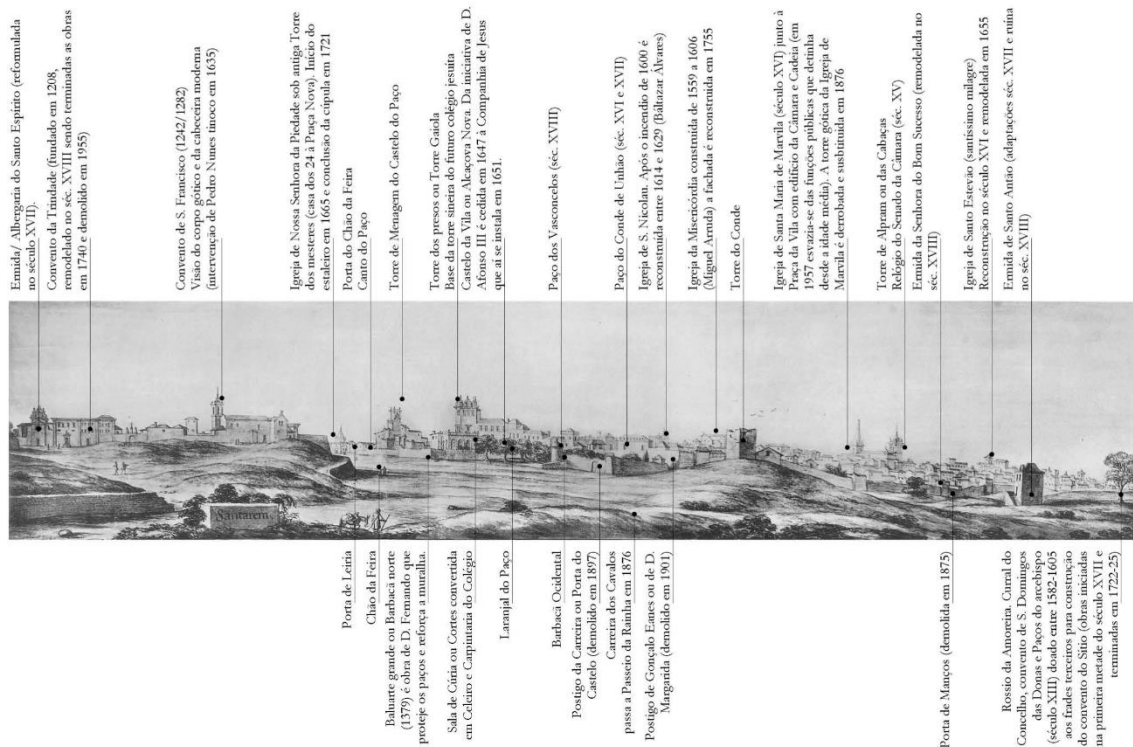 Ermida/ Albergaria do Santo Espírito (reformulada
no século XVII).
Convento da Trindade (fundado em 1208,
remodelado no séc. XVIII sendo terminadas as obras
em 1740 e demolido em 1955)
Convento de S. Francisco (1242/1282)
Visão do corpo gótico e da cabeceira moderna
(intervenção de Pedro Nunes tinoco em 1635)
Igreja de Nossa Senhora da Piedade sob antiga Torre
dos mesteres (casa dos 24 à Praça Nova). Início do
estaleiro em 1665 e conclusão da cúpula em 1721
Porta do Chão da Feira
Canto do Paço
Torre de Menagem do Castelo do Paço
Torre dos presos ou Torre Gaiola
Base da torre sineira do futuro colégio jesuíta
Castelo da Vila ou Alcaçova Nova. Da iniciativa de D.
Afonso III é cedida em 1647 à Companhia de Jesus
que aí se instala em 1651.
Paço dos Vasconcelos (séc. XVIII)
Paço do Conde de Unhão (séc. XVI e XVII)
Igreja de S. Nicolau. Após o incendio de 1600 é
reconstruída entre 1614 e 1629 (Baltazar Álvares)
Igreja da Misericórdia construída de 1559 a 1606
(Miguel Arruda) a fachada é reconstruida em 1755
Torre do Conde
Igreja de Santa Maria de Marvila (século XVI) junto à
Praça da Vila com edifício da Câmara e Cadeia (em
1957 esvazia-se das funções públicas que detinha
desde a idade média). A torre gótica da Igreja de
Marvila é derrobada e susbtituida em 1876
Torre de Alpram ou das Cabaças
Relógio do Senado da Câmara (séc. XV)
Ermida da Senhora do Bom Sucesso (remodelada no
séc. XVIII)
Igreja de Santo Estevão (santissimo milagre)
Reconstrução no século XVI e remodelada em 1655
Ermida de Santo Antão (adaptações séc. XVII e ruína
no séc. XVIII)
Santarem
Porta de Leiria
Chão da Feira
Baluarte grande ou Barbacã norte
(1379) é obra de D. Fernando que
proteje os paços e reforça a muralha.
Sala de Cúria ou Cortes convertida
em Celeiro e Carpintaria do Colégio
Laranjal do Paço
Barbacã Ocidental
Postigo da Carreira ou Porta do
Castelo (demolido em 1897)
Carreira dos Cavalos
passa a Passeio da Rainha em 1876
Postigo de Gonçalo Eanes ou de D.
Margarida (demolido em 1901)
Porta de Manços (demolida em 1875)
Rossio da Amoreira. Curral do
Concelho, convento de S. Domingos
das Donas e Paços do arcebispo
(século XIII) doado entre 1582-1605
aos frades terceiros para construção
do convento do Sítio (obras iniciadas
na primeira metade do século XVII e
terminadas em 1722-25)